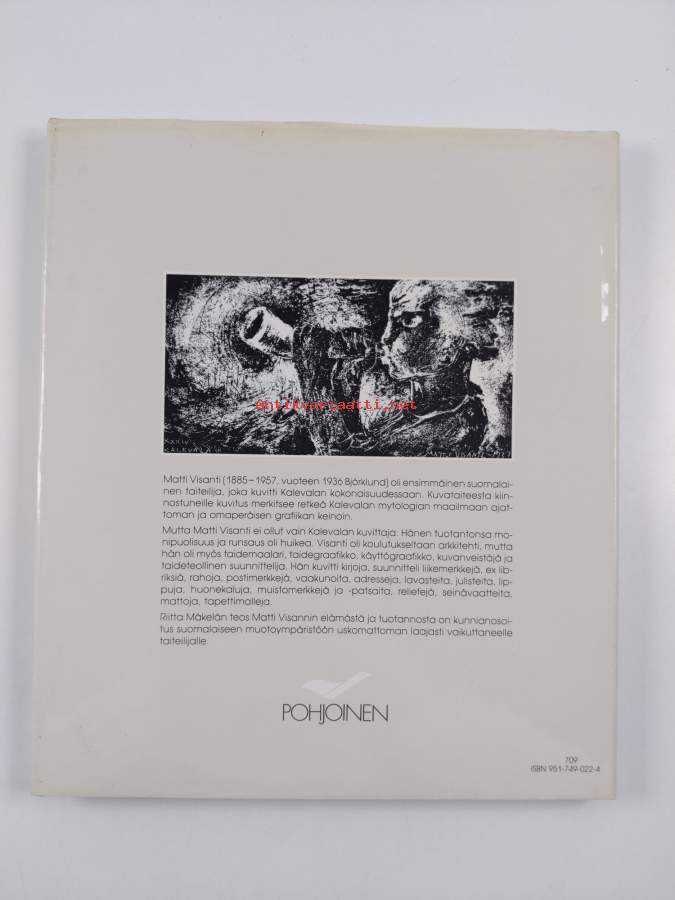 Antikvariaatti.net
XXXIV
KALEVALA
MATTI VISANTI 1937
Matti Visanti (1885–1957, vuoteen 1936 Björklund) oli ensimmäinen suomalai-
nen taiteilija, joka kuvitti Kalevalan kokonaisuudessaan. Kuvataiteesta kiin-
nostuneille kuvitus merkitsee retkeä Kalevalan mytologian maailmaan ajat-
toman ja omaperäisen grafiikan keinoin.
Mutta Matti Visanti ei ollut vain Kalevalan kuvittaja. Hänen tuotantonsa mo-
nipuolisuus ja runsaus oli huikea. Visanti oli koulutukseltaan arkkitehti, mutta
hän oli myös taidemaalari, taidegraafikko, käyttögraafikko, kuvanveistäjä ja
taideteollinen suunnittelija. Hän kuvitti kirjoja, suunnitteli liikemerkkejä, ex lib-
riksiä, rahoja, postimerkkejä, vaakunoita, adresseja, lavasteita, julisteita, lip-
puja, huonekaluja, muistomerkkejä ja -patsaita, reliefejä, seinävaatteita,
mattoja, tapettimalleja.
Riitta Mäkelän teos Matti Visannin elämästä ja tuotannosta on kunnianosoi-
tus suomalaiseen muotoympäristöön uskomattoman laajasti vaikuttaneelle
taiteilijalle.
POHJOINEN
709
ISBN 951-749-022-4